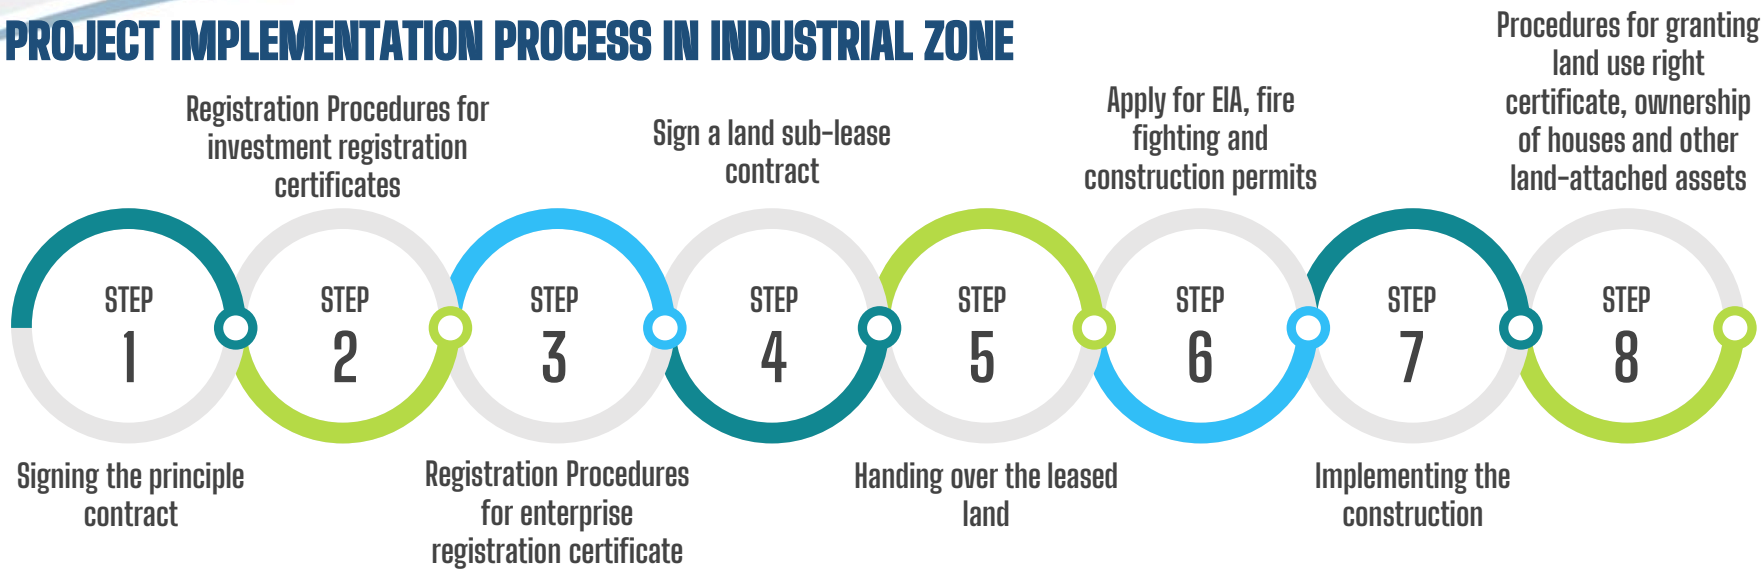 PROJECT IMPLEMENTATION PROCESS IN INDUSTRIAL ZONE
STEP
1
Signing the principle
contract
Registration Procedures for
investment registration
certificates
STEP
2
STEP
3
Registration Procedures
for enterprise
registration certificate
Sign a land sub-lease
contract
STEP
4
STEP
5
Handing over the leased
land
Apply for EIA, fire
fighting and
construction permits
STEP
6
STEP
7
Implementing the
construction
Procedures for granting
land use right
certificate, ownership
of houses and other
land-attached assets
STEP
8